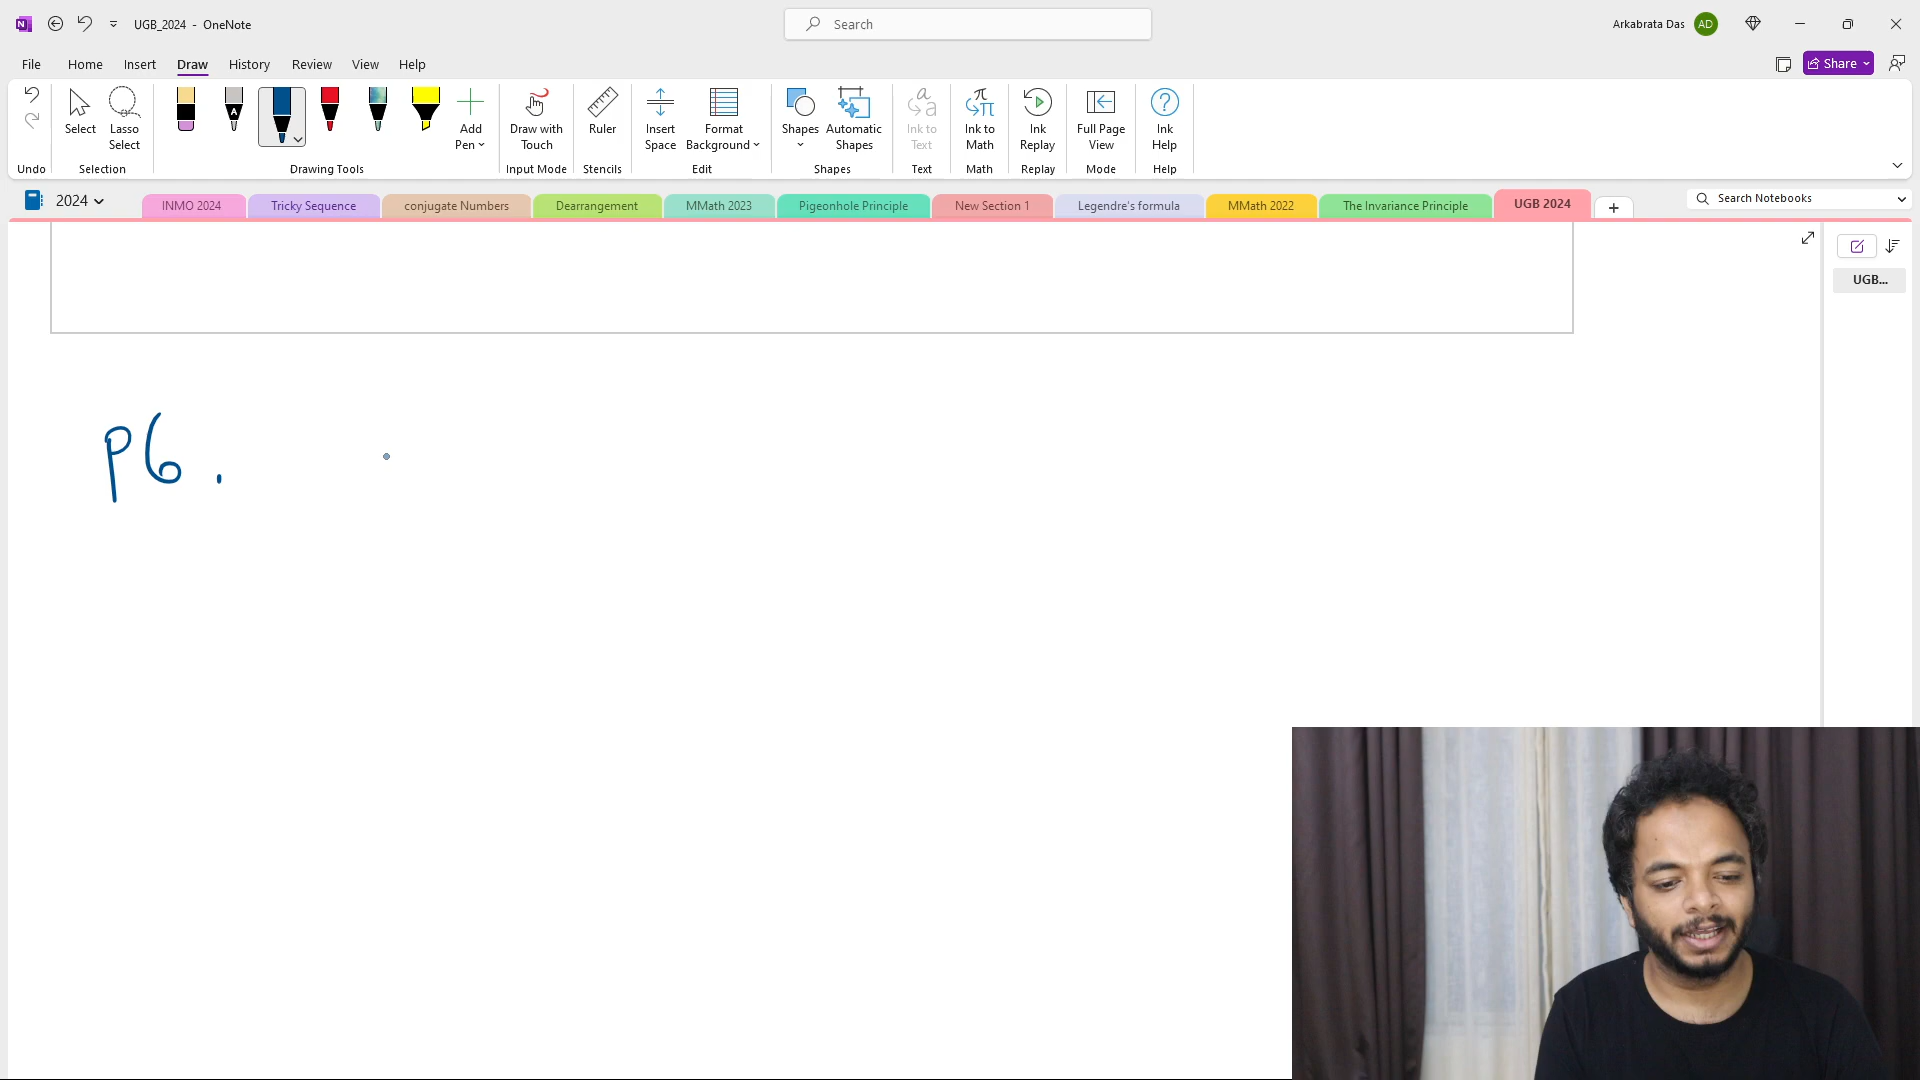 UGB_2024 - OneNote
Search
Arkabrata Das AD
File Home Insert Draw History Review View Help
Share
Select
Lasso Select
A
Add Pen
Draw with Touch
Ruler
Insert Space
Format Background
Shapes
Automatic Shapes
Ink to Text
Ink to Math
Ink Replay
Full Page View
Ink Help
Undo Selection Drawing Tools Input Mode Stencils Edit Shapes Text Math Replay Mode Help
2024
INMO 2024 Tricky Sequence conjugate Numbers Dearrangement MMath 2023 Pigeonhole Principle New Section 1 Legendre's formula MMath 2022 The Invariance Principle UGB 2024 +
Search Notebooks
UGB...
P6.